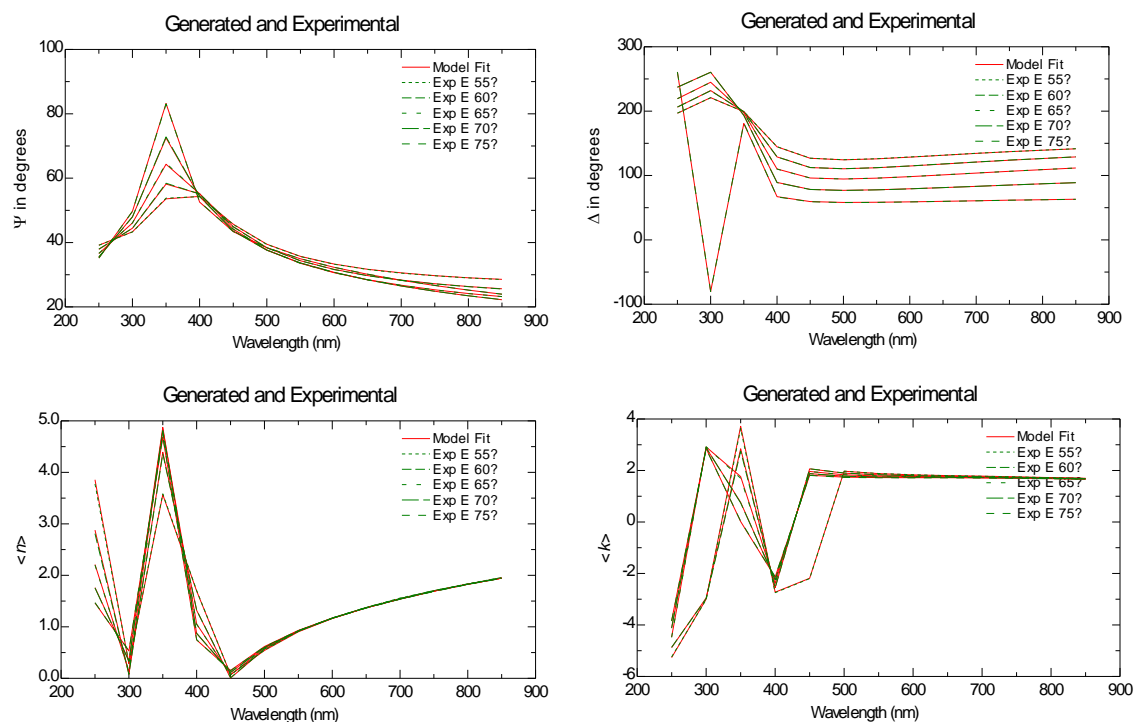 Generated and Experimental
Ψ in degrees
100
80
60
40
20
Model Fit
Exp E 55?
Exp E 60?
Exp E 65?
Exp E 70?
Exp E 75?
200 300 400 500 600 700 800 900
Wavelength (nm)
Generated and Experimental
Δ in degrees
300
200
100
0
-100
Model Fit
Exp E 55?
Exp E 60?
Exp E 65?
Exp E 70?
Exp E 75?
200 300 400 500 600 700 800 900
Wavelength (nm)
Generated and Experimental
<n>
5.0
4.0
3.0
2.0
1.0
0.0
Model Fit
Exp E 55?
Exp E 60?
Exp E 65?
Exp E 70?
Exp E 75?
200 300 400 500 600 700 800 900
Wavelength (nm)
Generated and Experimental
<k>
4
2
0
-2
-4
-6
Model Fit
Exp E 55?
Exp E 60?
Exp E 65?
Exp E 70?
Exp E 75?
200 300 400 500 600 700 800 900
Wavelength (nm)